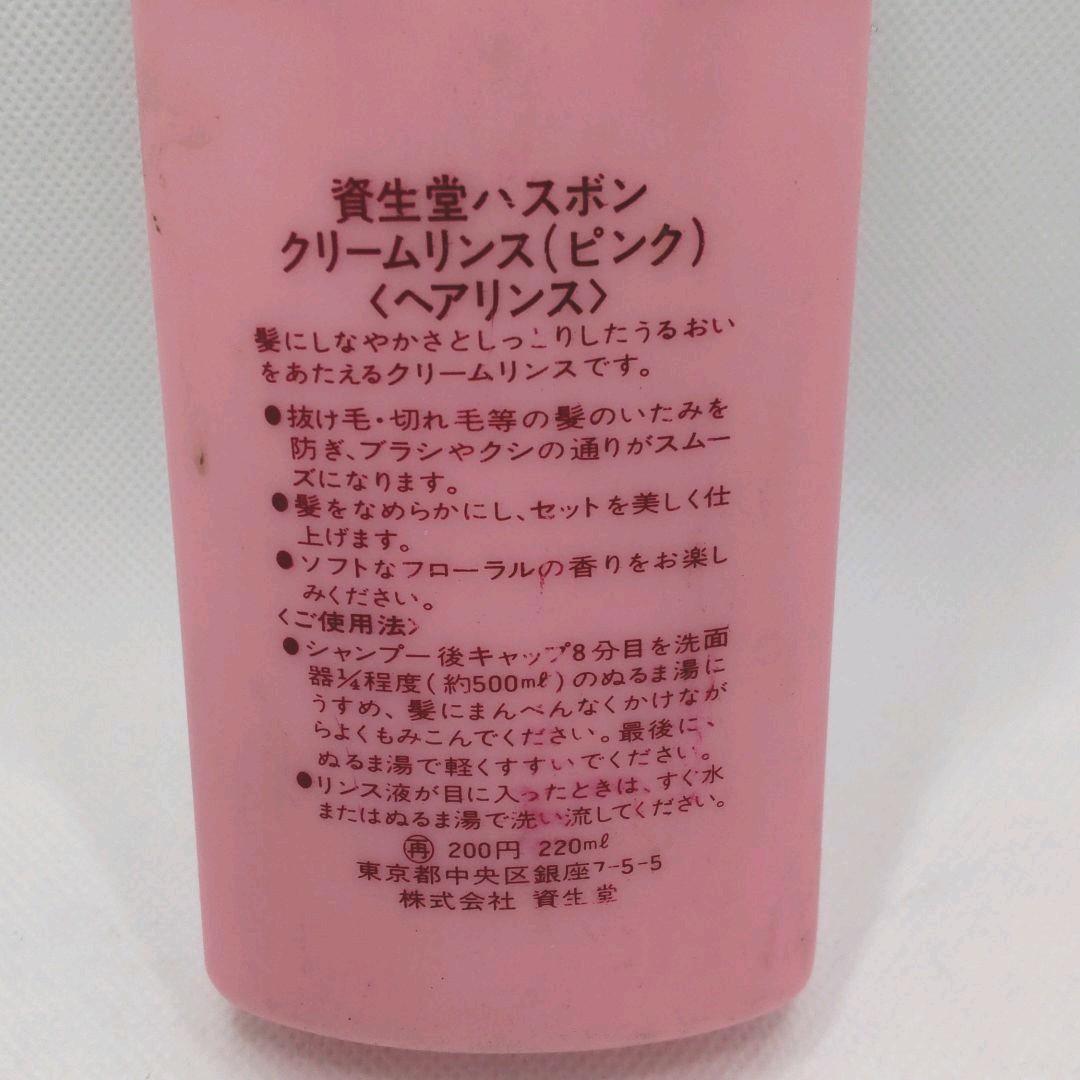 資生堂ハスボン
クリームリンス(ピンク)
〈ヘアリンス〉
髪にしなやかさとしっとりしたうるおい
をあたえるクリームリンスです。
●抜け毛・切れ毛等の髪のいたみを
防ぎ、ブラシやクシの通りがスムー
ズになります。
●髪をなめらかにし、セットを美しく仕
上げます。
●ソフトなフローラルの香りをお楽し
みください。
〈ご使用法〉
●シャンプー後キャップ8分目を洗面
器¼程度(約500mℓ)のぬるま湯に
うすめ、髪にまんべんなくかけなが
らよくもみこんでください。最後に、
ぬるま湯で軽くすすいでください。
●リンス液が目に入ったときは、すぐ水
またはぬるま湯で洗い流してください。
㊢ 200円 220mℓ
東京都中央区銀座7-5-5
株式会社 資生堂